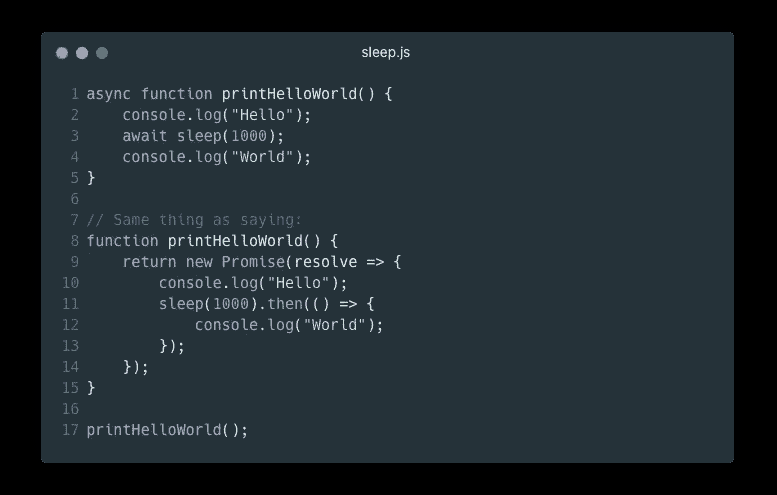 sleep.js
1 async function printHelloWorld() {
2     console.log("Hello");
3     await sleep(1000);
4     console.log("World");
5 }
6
7 // Same thing as saying:
8 function printHelloWorld() {
9     return new Promise(resolve => {
10         console.log("Hello");
11         sleep(1000).then(() => {
12             console.log("World");
13         });
14     });
15 }
16
17 printHelloWorld();